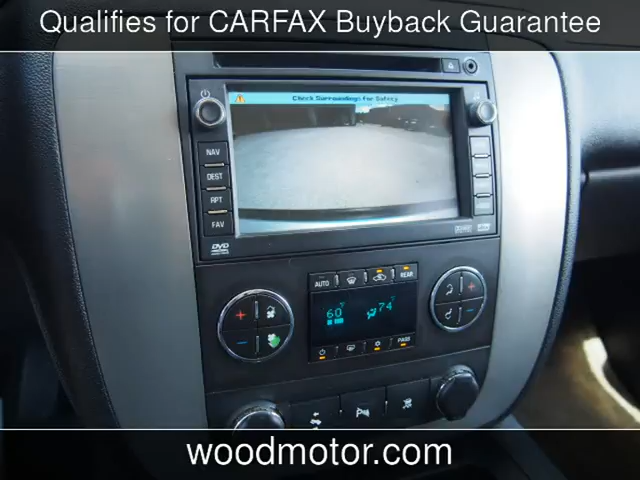 Qualifies for CARFAX Buyback Guarantee
Check Surroundings for Safety
NAV
DEST
RPT
FAV
DVD
AUTO
REAR
60°
74°
PASS
woodmotor.com